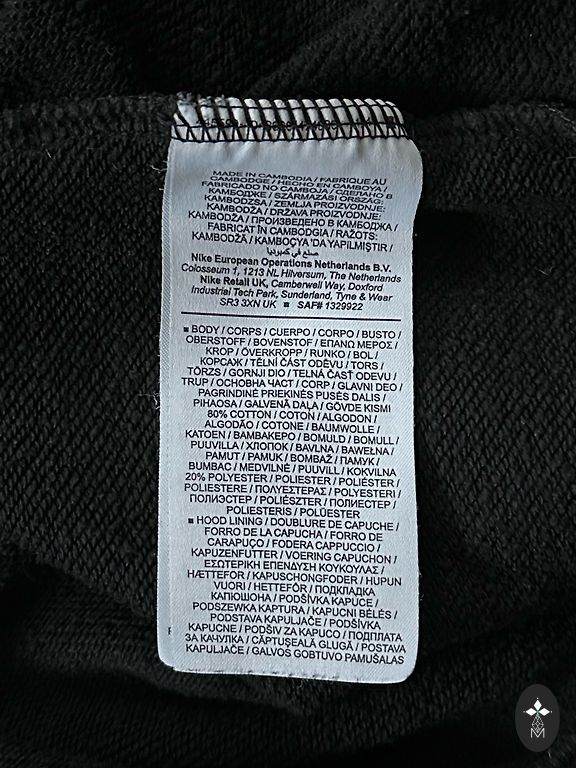 MADE IN CAMBODIA / FABRIQUE AU
CAMBODGE / HECHO EN CAMBOYA /
FABRICADO NO CAMBOJA / СДЕЛАНО В
КАМБОДЖЕ / SZÁRMAZÁSI ORSZÁG:
KAMBODZSA / ZEMLJA PROIZVODNJE:
KAMBODŽA / DRŽAVA PROIZVODNJE:
KAMBODŽA / ПРОИЗВЕДЕНО В КАМБОДЖА /
FABRICAT ÎN CAMBODGIA / RAŽOTS:
KAMBODŽĀ / KAMBOÇYA 'DA YAPILMIŞTIR /
صنع في كمبوديا
Nike European Operations Netherlands B.V.
Colosseum 1, 1213 NL Hilversum, The Netherlands
Nike Retail UK, Camberwell Way, Doxford
Industrial Tech Park, Sunderland, Tyne & Wear
SR3 3XN UK ■ SAF# 1329922
■ BODY / CORPS / CUERPO / CORPO / BUSTO /
OBERSTOFF / BOVENSTOF / ΕΠΑΝΩ ΜΕΡΟΣ /
KROP / ÖVERKROPP / RUNKO / BOL /
КОРСАЖ / TĚLNÍ ČÁST ODĚVU / TORS /
TÖRZS / GORNJI DIO / TELNÁ ČASŤ ODEVU /
TRUP / ОСНОВНА ЧАСТ / CORP / GLAVNI DEO /
PAGRINDINĖ PRIEKINĖS PUSĖS DALIS /
PIHAOSA / GALVENĀ DAĻA / GÖVDE KISMI
80% COTTON / COTON / ALGODON /
ALGODÃO / COTONE / BAUMWOLLE /
KATOEN / ΒΑΜΒΑΚΕΡΟ / BOMULD / BOMULL /
PUUVILLA / ХЛОПОК / BAVLNA / BAWEŁNA /
PAMUT / PAMUK / BOMBAŽ / ПАМУК /
BUMBAC / MEDVILNĖ / PUUVILL / KOKVILNA
20% POLYESTER / POLIESTER / POLIÉSTER /
POLIESTERE / ΠΟΛΥΕΣΤΕΡΑΣ / POLYESTERI /
ПОЛИЭСТЕР / POLIÉSZTER / ПОЛИЕСТЕР /
POLIESTERIS / POLÜESTER
■ HOOD LINING / DOUBLURE DE CAPUCHE /
FORRO DE LA CAPUCHA / FORRO DE
CARAPUÇO / FODERA CAPPUCCIO /
KAPUZENFUTTER / VOERING CAPUCHON /
ΕΣΩΤΕΡΙΚΗ ΕΠΕΝΔΥΣΗ ΚΟΥΚΟΥΛΑΣ /
HÆTTEFOR / KAPUSCHONGFODER / HUPUN
VUORI / HETTEFÔR / ПОДКЛАДКА
КАПЮШОНА / PODŠÍVKA KAPUCE /
PODSZEWKA KAPTURA / KAPUCNI BÉLÉS /
PODSTAVA KAPULJAČE / PODŠÍVKA
KAPUCNE / PODŠIV ZA KAPUCO / ПОДПЛАТА
ЗА КАЧУЛКА / CĂPTUŞEALĂ GLUGĂ / POSTAVA
KAPULJAČE / GALVOS GOBTUVO PAMUŠALAS